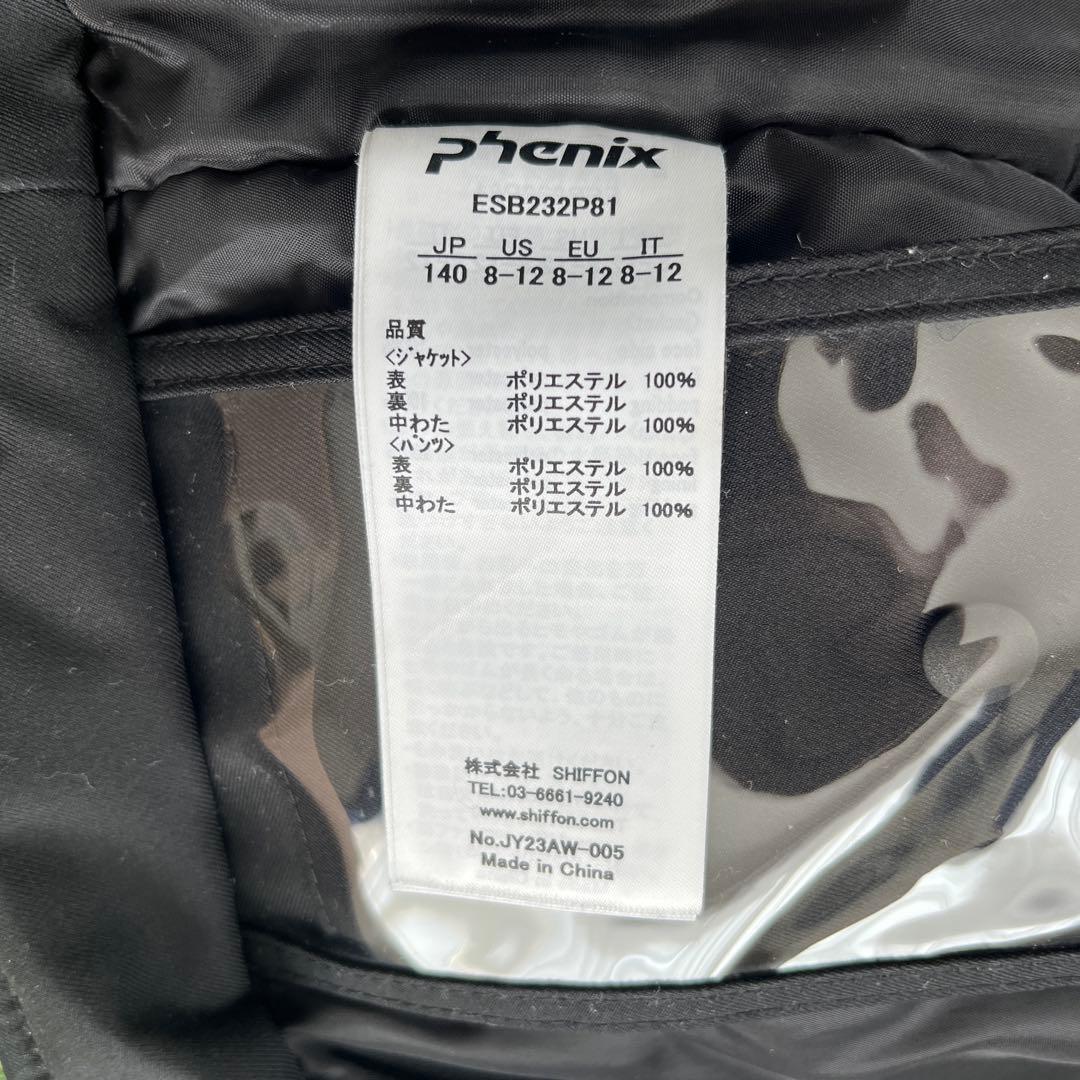 phenix
ESB232P81
JP US EU IT
140 8-12 8-12 8-12
品質
<ジャケット>
表 ポリエステル 100%
裏 ポリエステル
中わた ポリエステル 100%
<パンツ>
表 ポリエステル 100%
裏 ポリエステル
中わた ポリエステル 100%
株式会社 SHIFFON
TEL:03-6661-9240
www.shiffon.com
No.JY23AW-005
Made in China